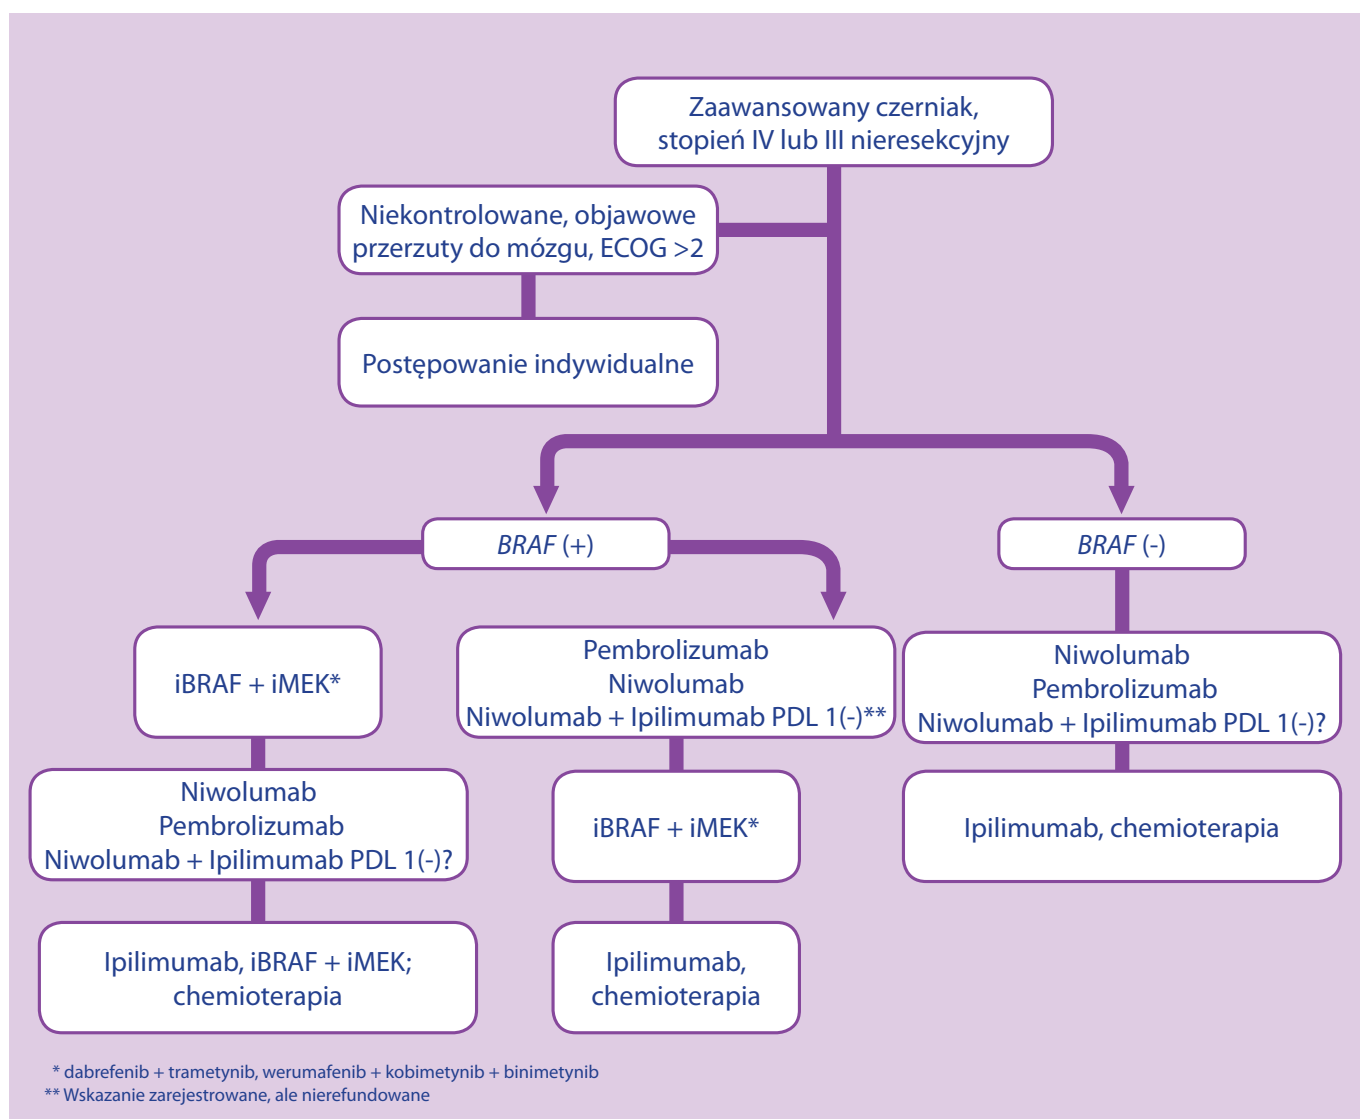 Zaawansowany czerniak,
stopień IV lub III nieresekcyjny
Niekontrolowane, objawowe
przerzuty do mózgu, ECOG >2
Postępowanie indywidualne
BRAF (+)
BRAF (-)
iBRAF + iMEK*
Pembrolizumab
Niwolumab
Niwolumab + Ipilimumab PDL 1(-)**
Niwolumab
Pembrolizumab
Niwolumab + Ipilimumab PDL 1(-)?
Niwolumab
Pembrolizumab
Niwolumab + Ipilimumab PDL 1(-)?
iBRAF + iMEK*
Ipilimumab, chemioterapia
Ipilimumab, iBRAF + iMEK;
chemioterapia
Ipilimumab,
chemioterapia
* dabrefenib + trametynib, werumafenib + kobimetynib + binimetynib
** Wskazanie zarejestrowane, ale nierefundowane